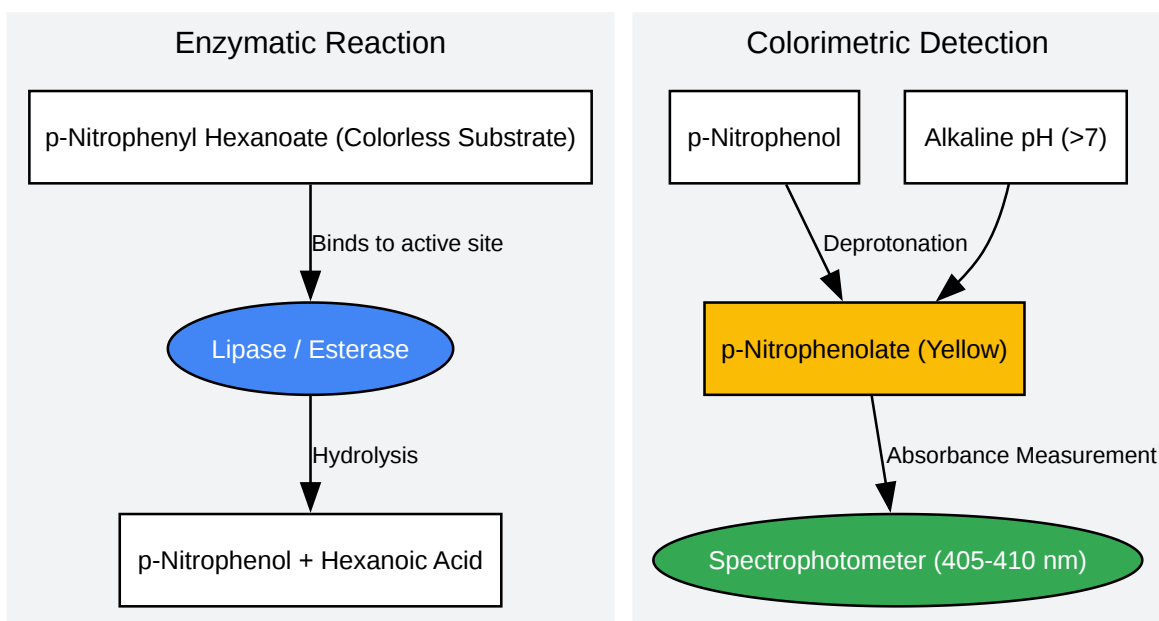 Enzymatic Reaction
p-Nitrophenyl Hexanoate (Colorless Substrate)
Binds to active site
Lipase / Esterase
Hydrolysis
p-Nitrophenol + Hexanoic Acid
Colorimetric Detection
p-Nitrophenol
Alkaline pH (>7)
Deprotonation
p-Nitrophenolate (Yellow)
Absorbance Measurement
Spectrophotometer (405-410 nm)